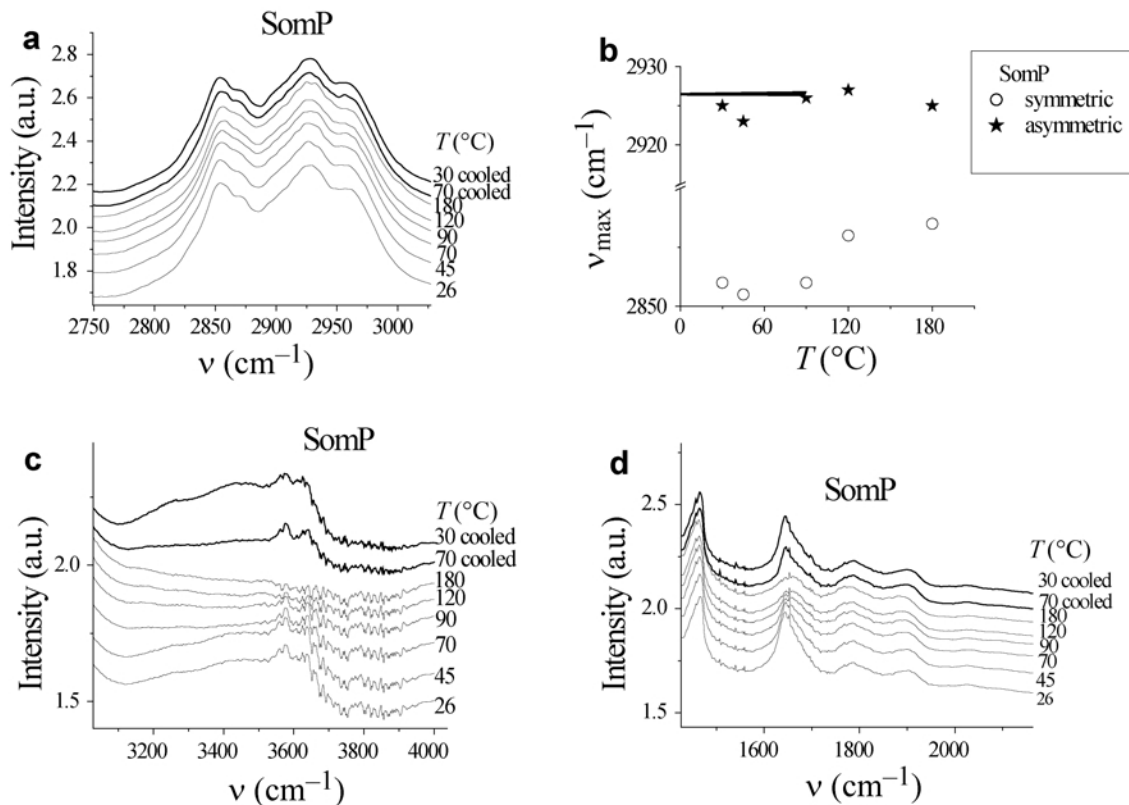 a
SomP
Intensity (a.u.)
2.8
2.6
2.4
2.2
2.0
1.8
T (°C)
30 cooled
70 cooled
180
120
90
70
45
26
2750
2850
2900
2950
3000
ν (cm⁻¹)
b
2930
2920
2850
νmax (cm⁻¹)
0
60
120
180
T (°C)
SomP
symmetric
asymmetric
c
SomP
Intensity (a.u.)
2.0
1.5
T (°C)
30 cooled
70 cooled
180
120
90
70
45
26
3200
3400
3600
3800
4000
ν (cm⁻¹)
d
SomP
Intensity (a.u.)
2.5
2.0
1.5
T (°C)
30 cooled
70 cooled
180
120
90
70
45
26
1600
1800
2000
ν (cm⁻¹)